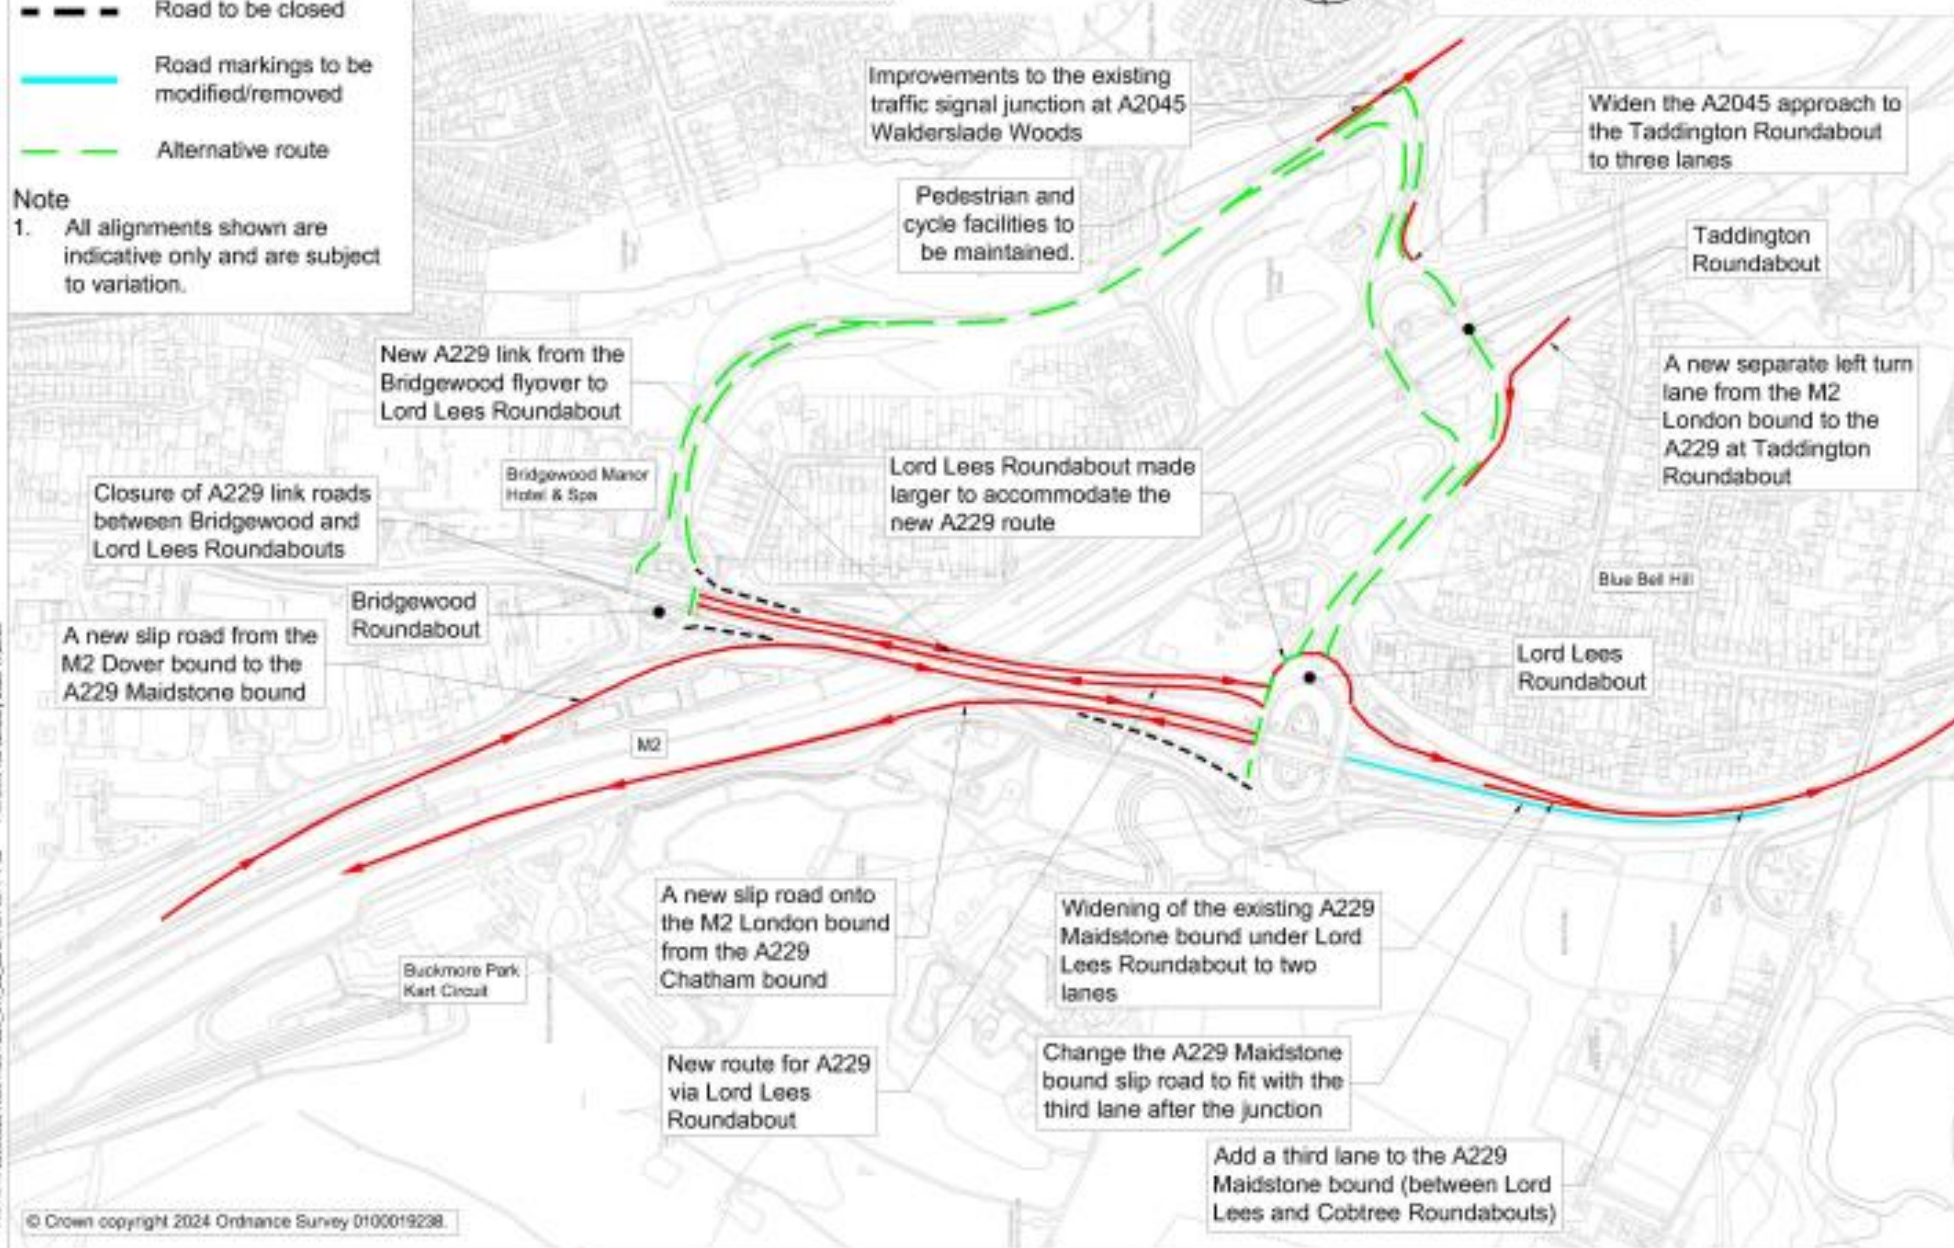 Road to be closed
Road markings to be
modified/removed
Alternative route
Note
1. All alignments shown are
indicative only and are subject
to variation.
Improvements to the existing
traffic signal junction at A2045
Walderslade Woods
Widen the A2045 approach to
the Taddington Roundabout
to three lanes
Pedestrian and
cycle facilities to
be maintained.
Taddington
Roundabout
New A229 link from the
Bridgewood flyover to
Lord Lees Roundabout
A new separate left turn
lane from the M2
London bound to the
A229 at Taddington
Roundabout
Bridgewood Manor
Hotel & Spa
Lord Lees Roundabout made
larger to accommodate the
new A229 route
Closure of A229 link roads
between Bridgewood and
Lord Lees Roundabouts
Blue Bell Hill
Bridgewood
Roundabout
A new slip road from the
M2 Dover bound to the
A229 Maidstone bound
Lord Lees
Roundabout
M2
A new slip road onto
the M2 London bound
from the A229
Chatham bound
Widening of the existing A229
Maidstone bound under Lord
Lees Roundabout to two
lanes
Buckmore Park
Kart Circuit
New route for A229
via Lord Lees
Roundabout
Change the A229 Maidstone
bound slip road to fit with the
third lane after the junction
Add a third lane to the A229
Maidstone bound (between Lord
Lees and Cobtree Roundabouts)
© Crown copyright 2024 Ordnance Survey 0100019238.